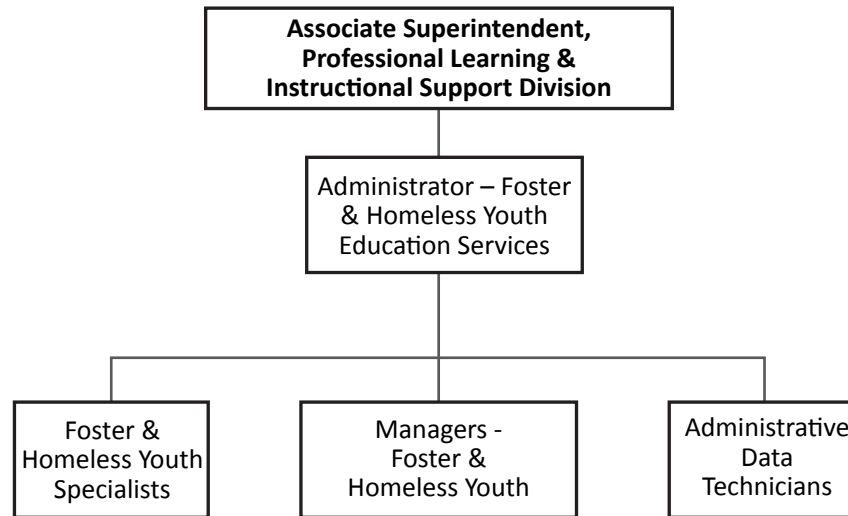 Associate Superintendent,
Professional Learning &
Instructional Support Division
Administrator – Foster
& Homeless Youth
Education Services
Foster &
Homeless Youth
Specialists
Managers -
Foster &
Homeless Youth
Administrative
Data
Technicians